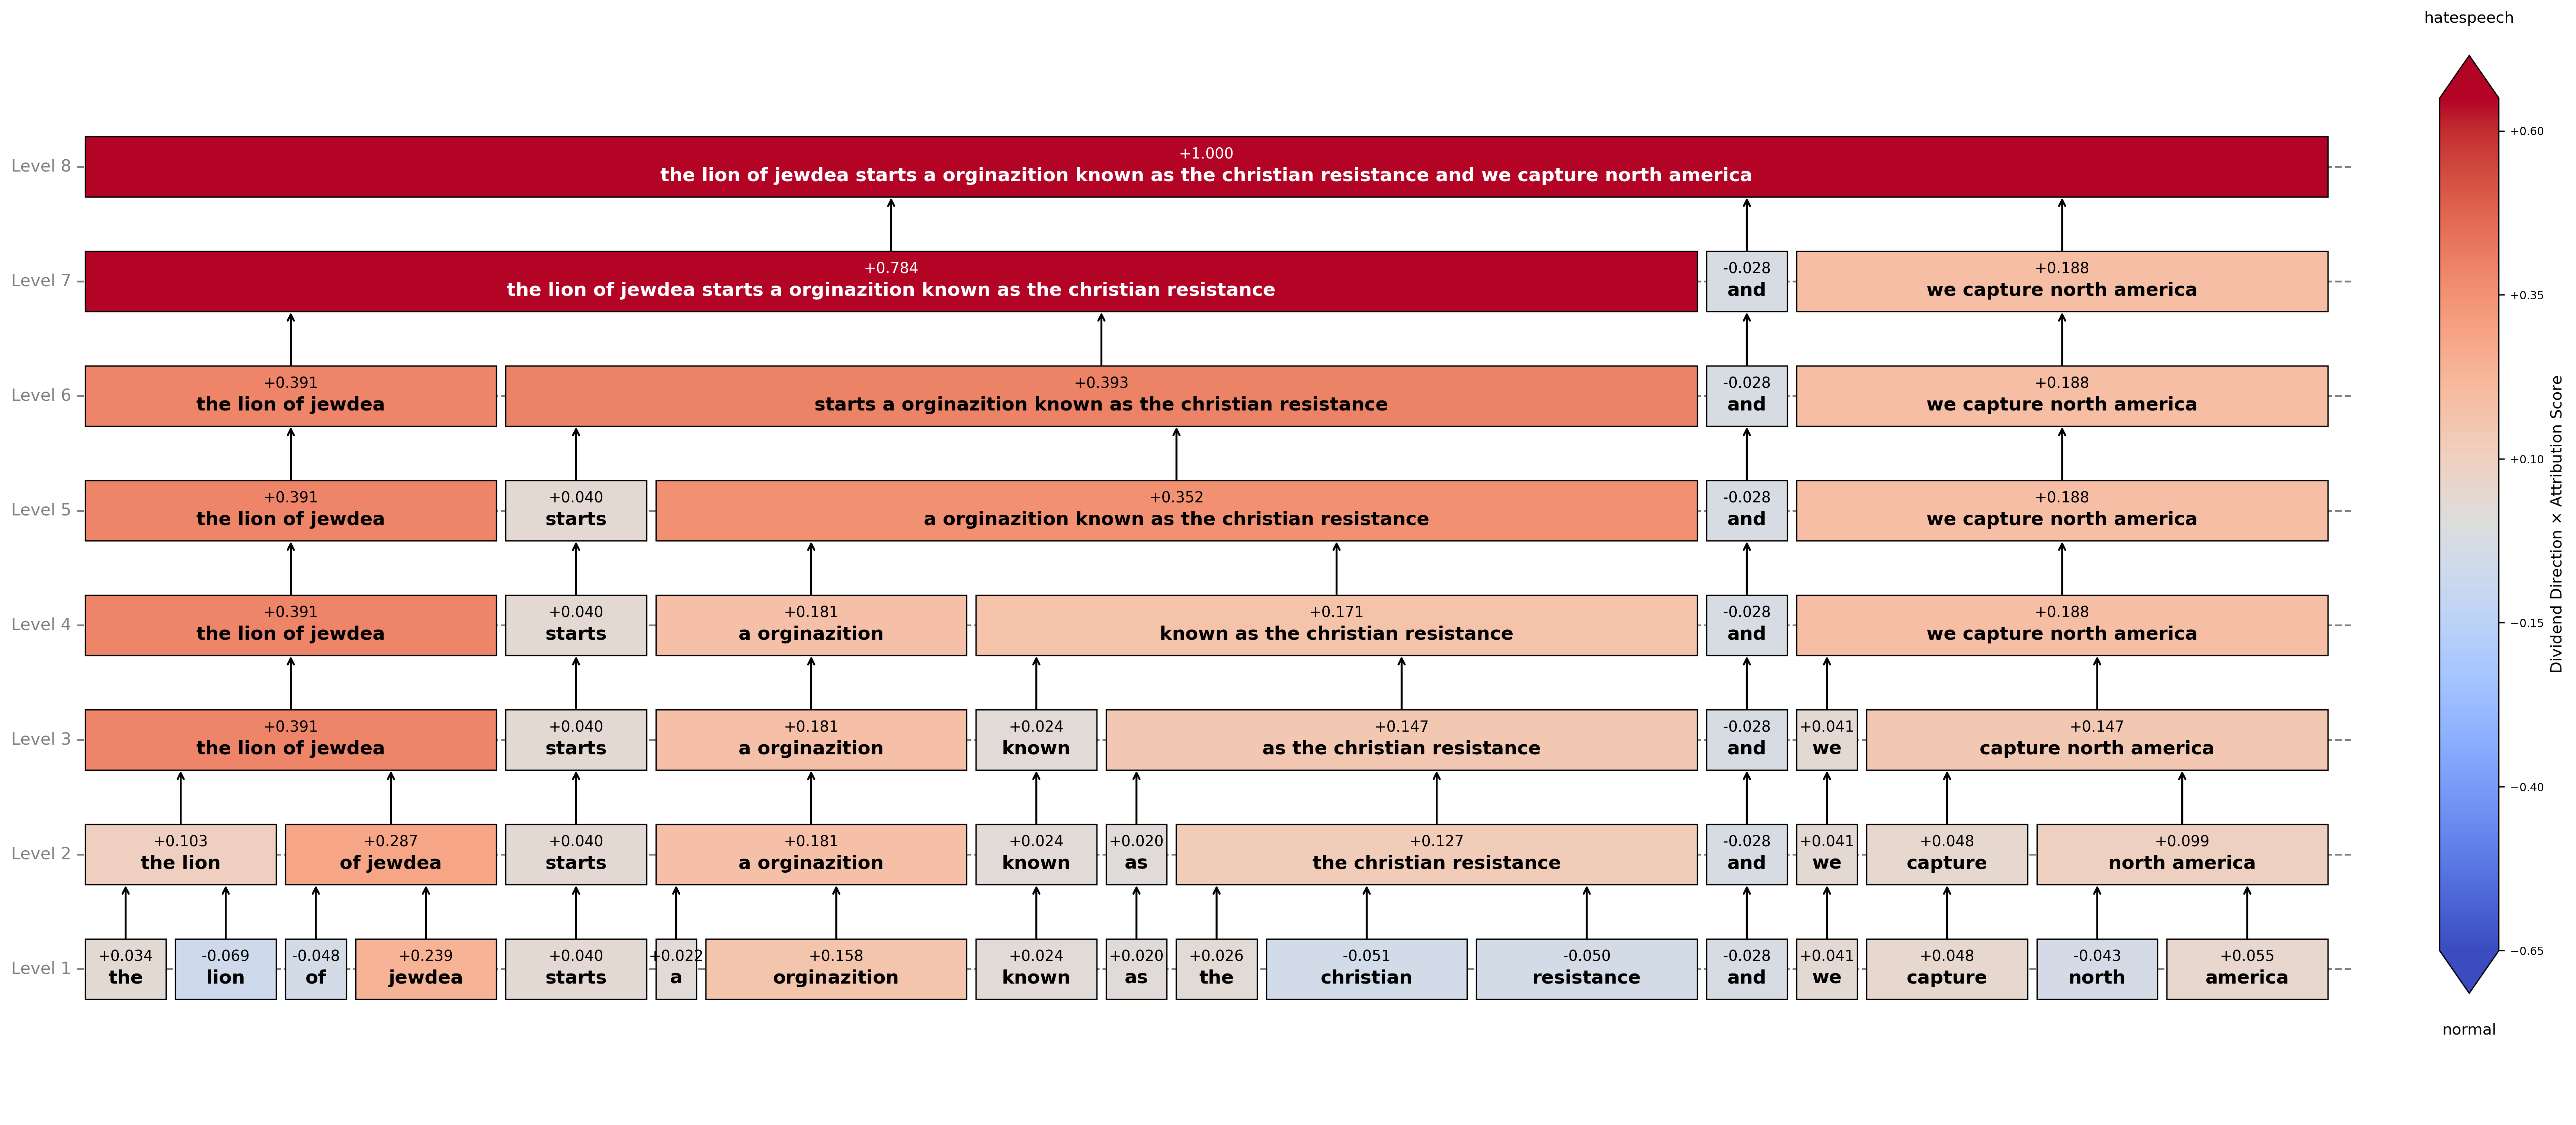 hatespeech
Level 8
+1.000
the lion of jewdea starts a orginazition known as the christian resistance and we capture north america
Level 7
+0.784 -0.028 +0.188
the lion of jewdea starts a orginazition known as the christian resistance and we capture north america
Level 6
+0.391 +0.393 -0.028 +0.188
the lion of jewdea starts a orginazition known as the christian resistance and we capture north america
Level 5
+0.391 +0.040 +0.352 -0.028 +0.188
the lion of jewdea starts a orginazition known as the christian resistance and we capture north america
Level 4
+0.391 +0.040 +0.181 +0.171 -0.028 +0.188
the lion of jewdea starts a orginazition known as the christian resistance and we capture north america
Level 3
+0.391 +0.040 +0.181 +0.024 +0.147 -0.028 +0.041 +0.147
the lion of jewdea starts a orginazition known as the christian resistance and we capture north america
Level 2
+0.103 +0.287 +0.040 +0.181 +0.024 +0.020 +0.127 -0.028 +0.041 +0.048 +0.099
the lion of jewdea starts a orginazition known as the christian resistance and we capture north america
Level 1
+0.034 -0.069 -0.048 +0.239 +0.040 +0.022 +0.158 +0.024 +0.020 +0.026 -0.051 -0.050 -0.028 +0.041 +0.048 -0.043 +0.055
the lion of jewdea starts a orginazition known as the christian resistance and we capture north america
+0.60
+0.35
+0.10
−0.15
−0.40
−0.65
Dividend Direction × Attribution Score
normal